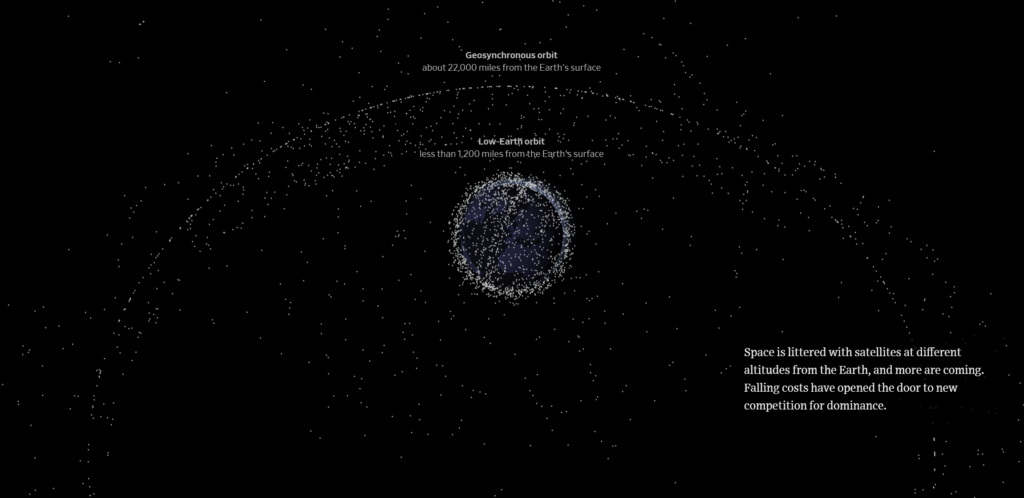 Geosynchronous orbit
about 22,000 miles from the Earth's surface
Low-Earth orbit
less than 1,200 miles from the Earth's surface
Space is littered with satellites at different
altitudes from the Earth, and more are coming.
Falling costs have opened the door to new
competition for dominance.